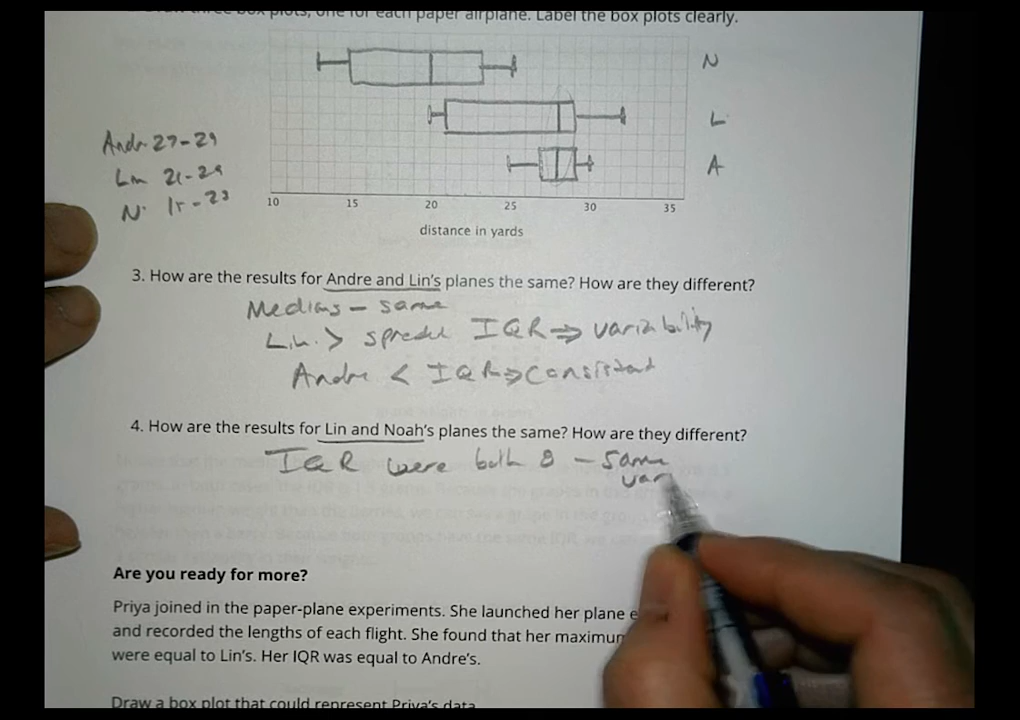 Draw three box plots, one for each paper airplane. Label the box plots clearly.
N
L
A
Andr 27-29
Lin 21-29
N. 15-23
10 15 20 25 30 35
distance in yards
3. How are the results for Andre and Lin's planes the same? How are they different?
Medians - same
Lin > spread IQR ⇒ variability
Andre < IQR ⇒ consistent
4. How are the results for Lin and Noah's planes the same? How are they different?
IQR were both 8 - same
var
Are you ready for more?
Priya joined in the paper-plane experiments. She launched her plane e
and recorded the lengths of each flight. She found that her maximum
were equal to Lin's. Her IQR was equal to Andre's.
Draw a box plot that could represent Priya's data.